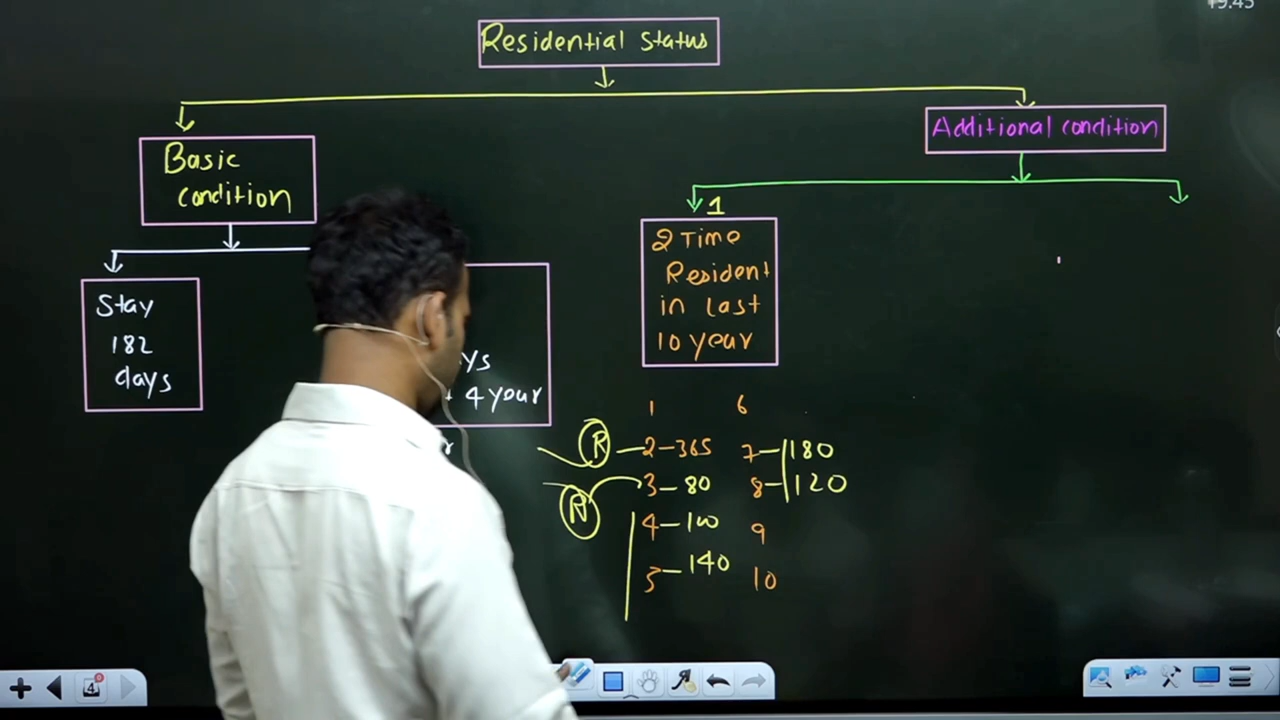 Residential status
Additional condition
Basic
condition
1
2 Time
Resident
in last
10 year
Stay
182
days
ys
4 year
1 6
R 2-365 7-180
R 3-80 8-120
4-100 9
5-140 10
4